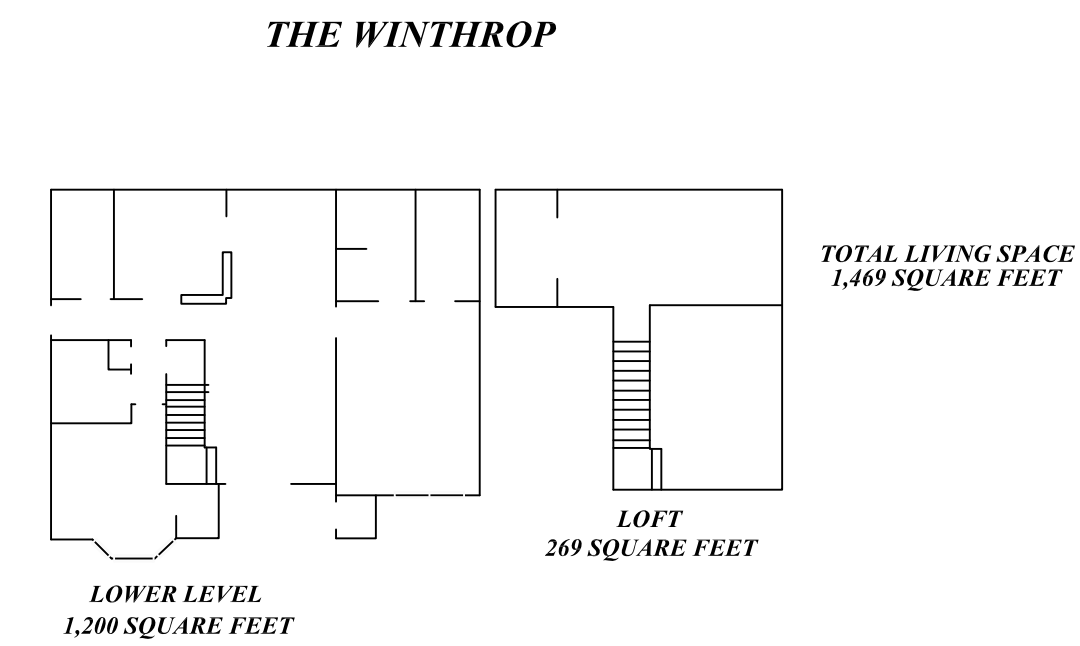 THE WINTHROP
TOTAL LIVING SPACE
1,469 SQUARE FEET
LOFT
269 SQUARE FEET
LOWER LEVEL
1,200 SQUARE FEET